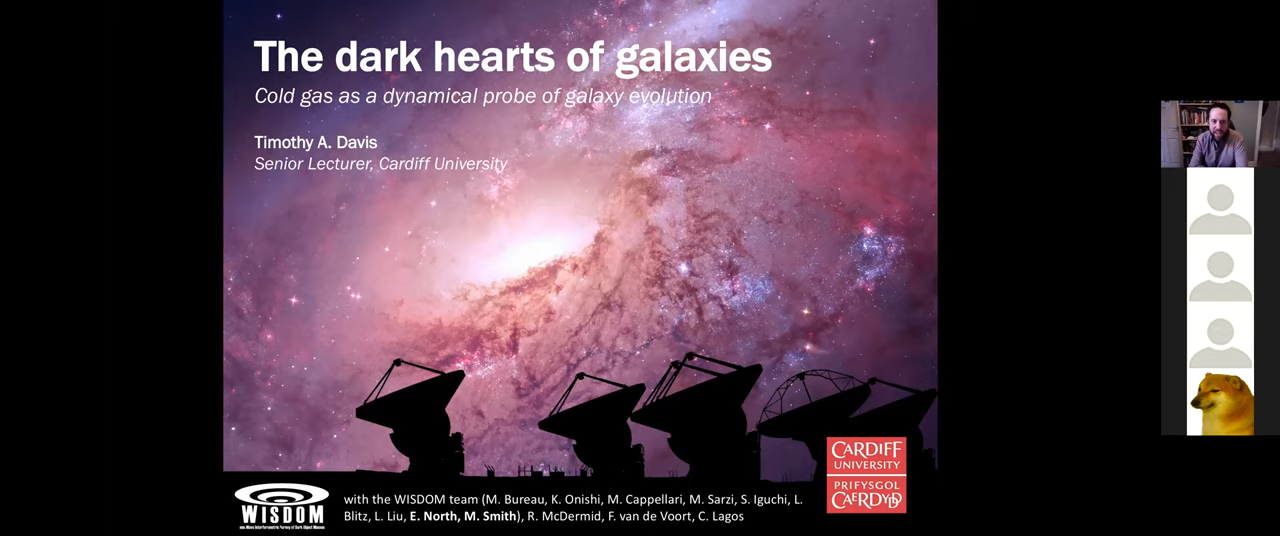 The dark hearts of galaxies
Cold gas as a dynamical probe of galaxy evolution
Timothy A. Davis
Senior Lecturer, Cardiff University
CARDIFF
UNIVERSITY
PRIFYSGOL
CAERDYDD
WISDOM
with the WISDOM team (M. Bureau, K. Onishi, M. Cappellari, M. Sarzi, S. Iguchi, L.
Blitz, L. Liu, E. North, M. Smith), R. McDermid, F. van de Voort, C. Lagos